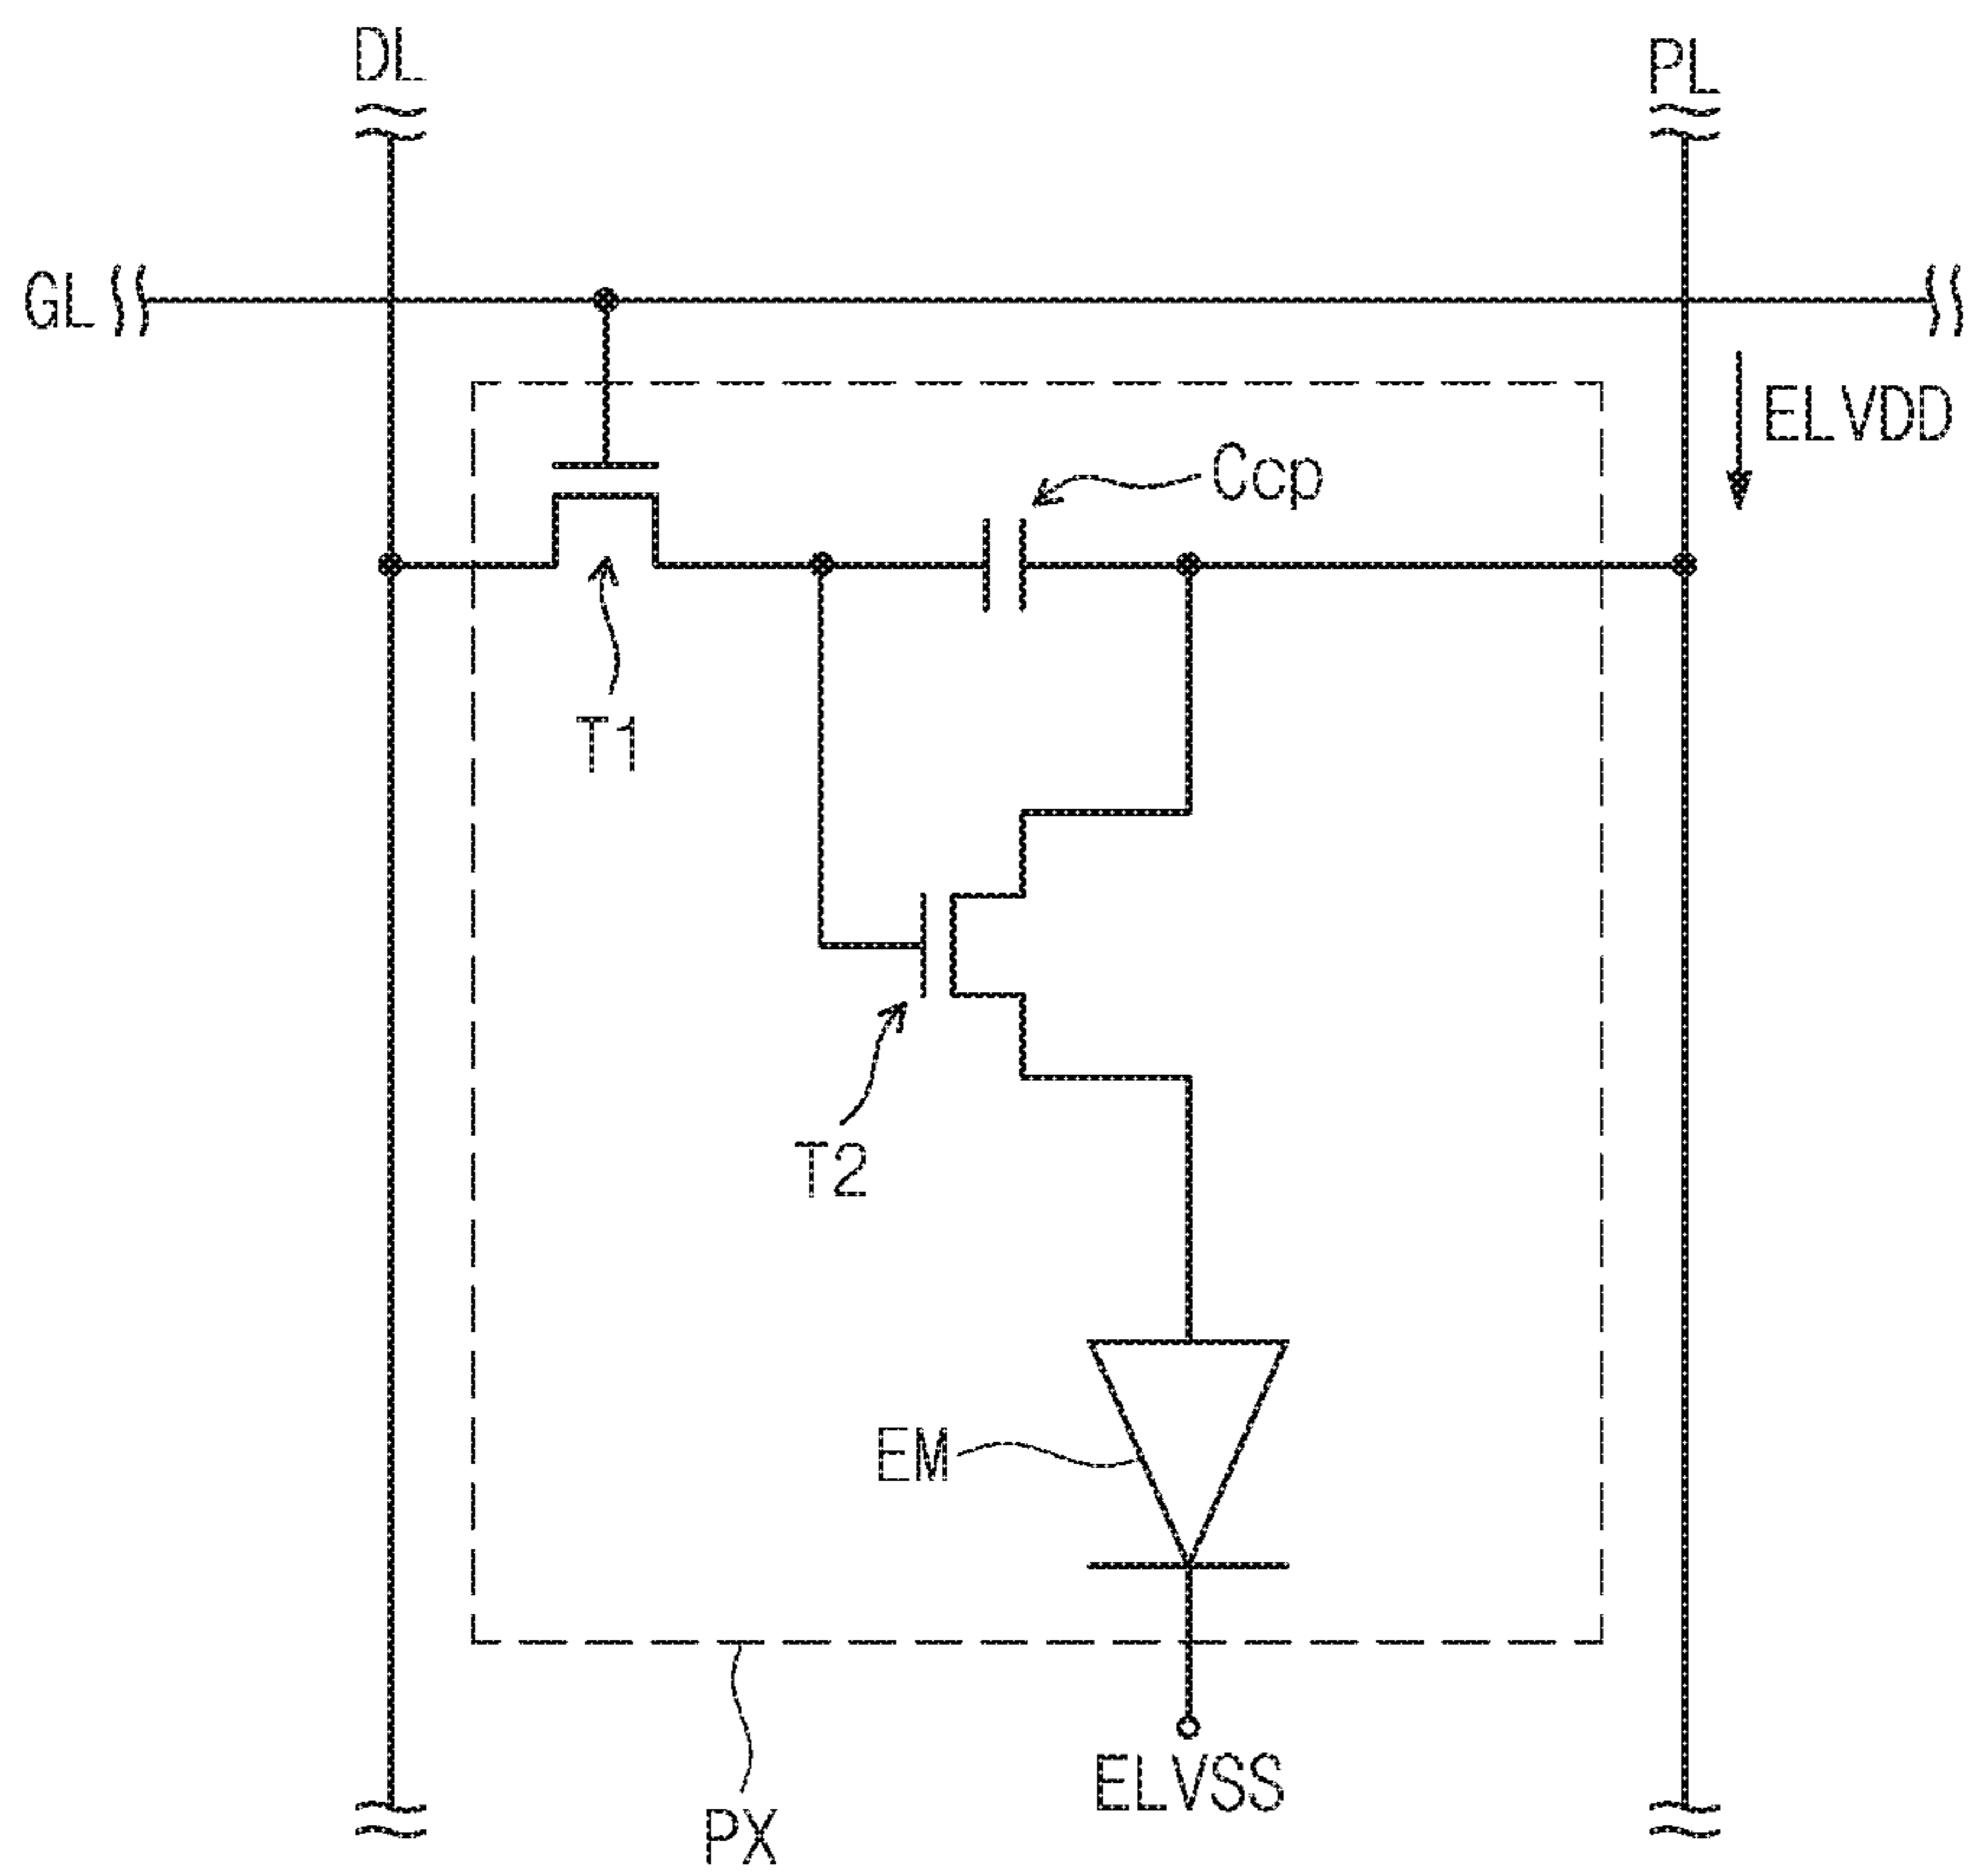 DL
PL
GL
ELVDD
Ccp
T1
T2
EM
ELVSS
PX